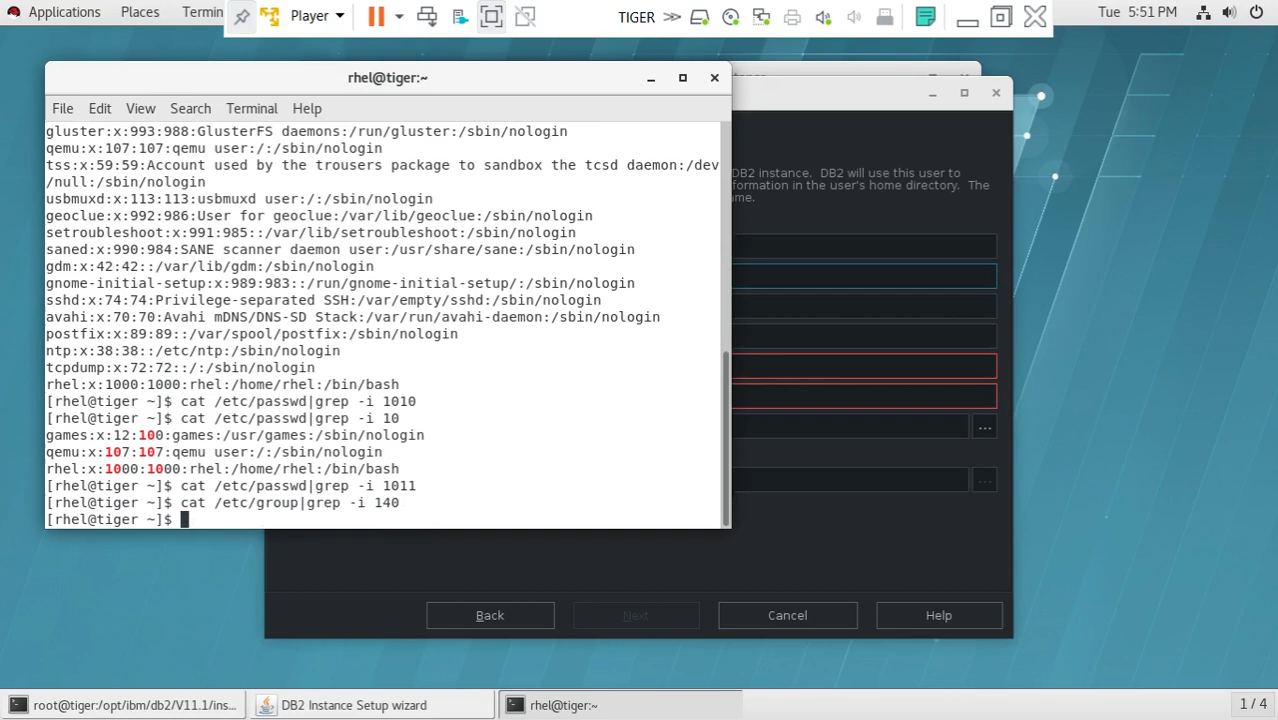 Applications Places Termin
Player
TIGER
Tue 5:51 PM
rhel@tiger:~
File Edit View Search Terminal Help
gluster:x:993:988:GlusterFS daemons:/run/gluster:/sbin/nologin
qemu:x:107:107:qemu user:/:/sbin/nologin
tss:x:59:59:Account used by the trousers package to sandbox the tcsd daemon:/dev
/null:/sbin/nologin
usbmuxd:x:113:113:usbmuxd user:/:/sbin/nologin
geoclue:x:992:986:User for geoclue:/var/lib/geoclue:/sbin/nologin
setroubleshoot:x:991:985::/var/lib/setroubleshoot:/sbin/nologin
saned:x:990:984:SANE scanner daemon user:/usr/share/sane:/sbin/nologin
gdm:x:42:42::/var/lib/gdm:/sbin/nologin
gnome-initial-setup:x:989:983::/run/gnome-initial-setup/:/sbin/nologin
sshd:x:74:74:Privilege-separated SSH:/var/empty/sshd:/sbin/nologin
avahi:x:70:70:Avahi mDNS/DNS-SD Stack:/var/run/avahi-daemon:/sbin/nologin
postfix:x:89:89::/var/spool/postfix:/sbin/nologin
ntp:x:38:38::/etc/ntp:/sbin/nologin
tcpdump:x:72:72::/:/sbin/nologin
rhel:x:1000:1000:rhel:/home/rhel:/bin/bash
[rhel@tiger ~]$ cat /etc/passwd|grep -i 1010
[rhel@tiger ~]$ cat /etc/passwd|grep -i 10
games:x:12:100:games:/usr/games:/sbin/nologin
qemu:x:107:107:qemu user:/:/sbin/nologin
rhel:x:1000:1000:rhel:/home/rhel:/bin/bash
[rhel@tiger ~]$ cat /etc/passwd|grep -i 1011
[rhel@tiger ~]$ cat /etc/group|grep -i 140
[rhel@tiger ~]$
DB2 instance. DB2 will use this user to
formation in the user's home directory. The
me.
...
...
Back Next Cancel Help
root@tiger:/opt/ibm/db2/V11.1/ins...
DB2 Instance Setup wizard
rhel@tiger:~
1 / 4